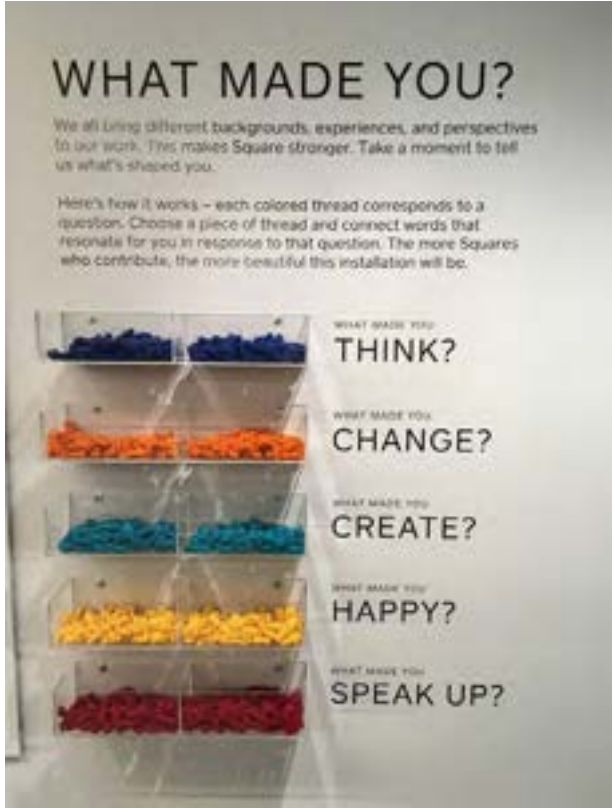 WHAT MADE YOU?
We all bring different backgrounds, experiences, and perspectives
to our work. This makes Square stronger. Take a moment to tell
us what's shaped you.
Here's how it works – each colored thread corresponds to a
question. Choose a piece of thread and connect words that
resonate for you in response to that question. The more Squares
who contribute, the more beautiful this installation will be.
WHAT MADE YOU
THINK?
WHAT MADE YOU
CHANGE?
WHAT MADE YOU
CREATE?
WHAT MADE YOU
HAPPY?
WHAT MADE YOU
SPEAK UP?